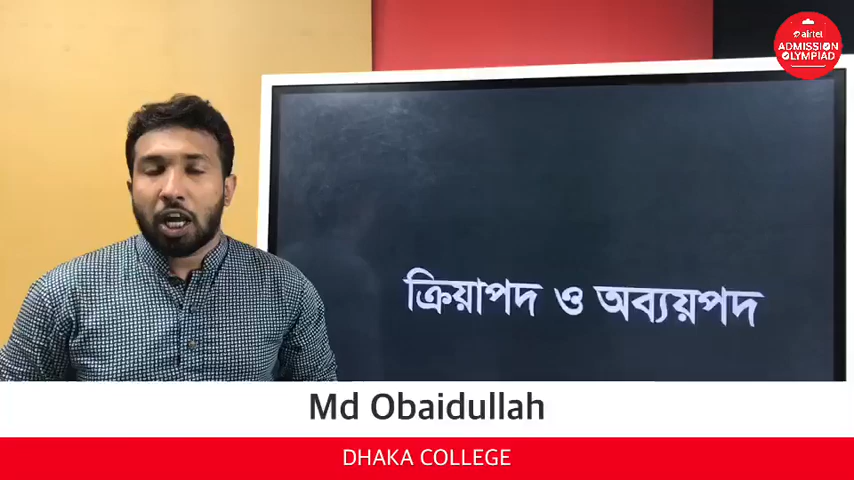 airtel
ADMISSION
OLYMPIAD
ক্রিয়াপদ ও অব্যয়পদ
Md Obaidullah
DHAKA COLLEGE